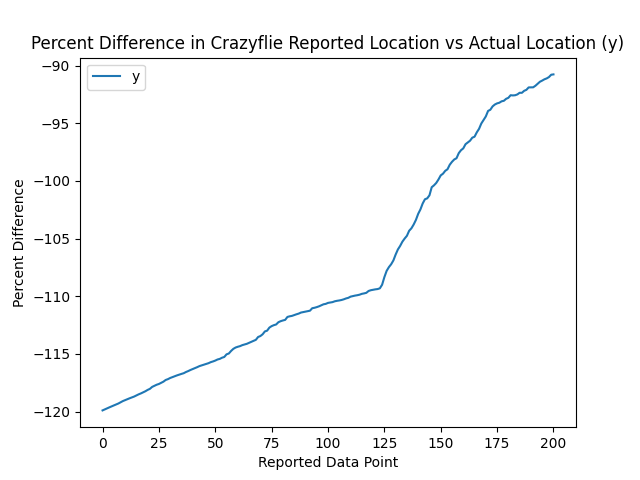 Percent Difference in Crazyflie Reported Location vs Actual Location (y)
y
Percent Difference
−90
−95
−100
−105
−110
−115
−120
0 25 50 75 100 125 150 175 200
Reported Data Point